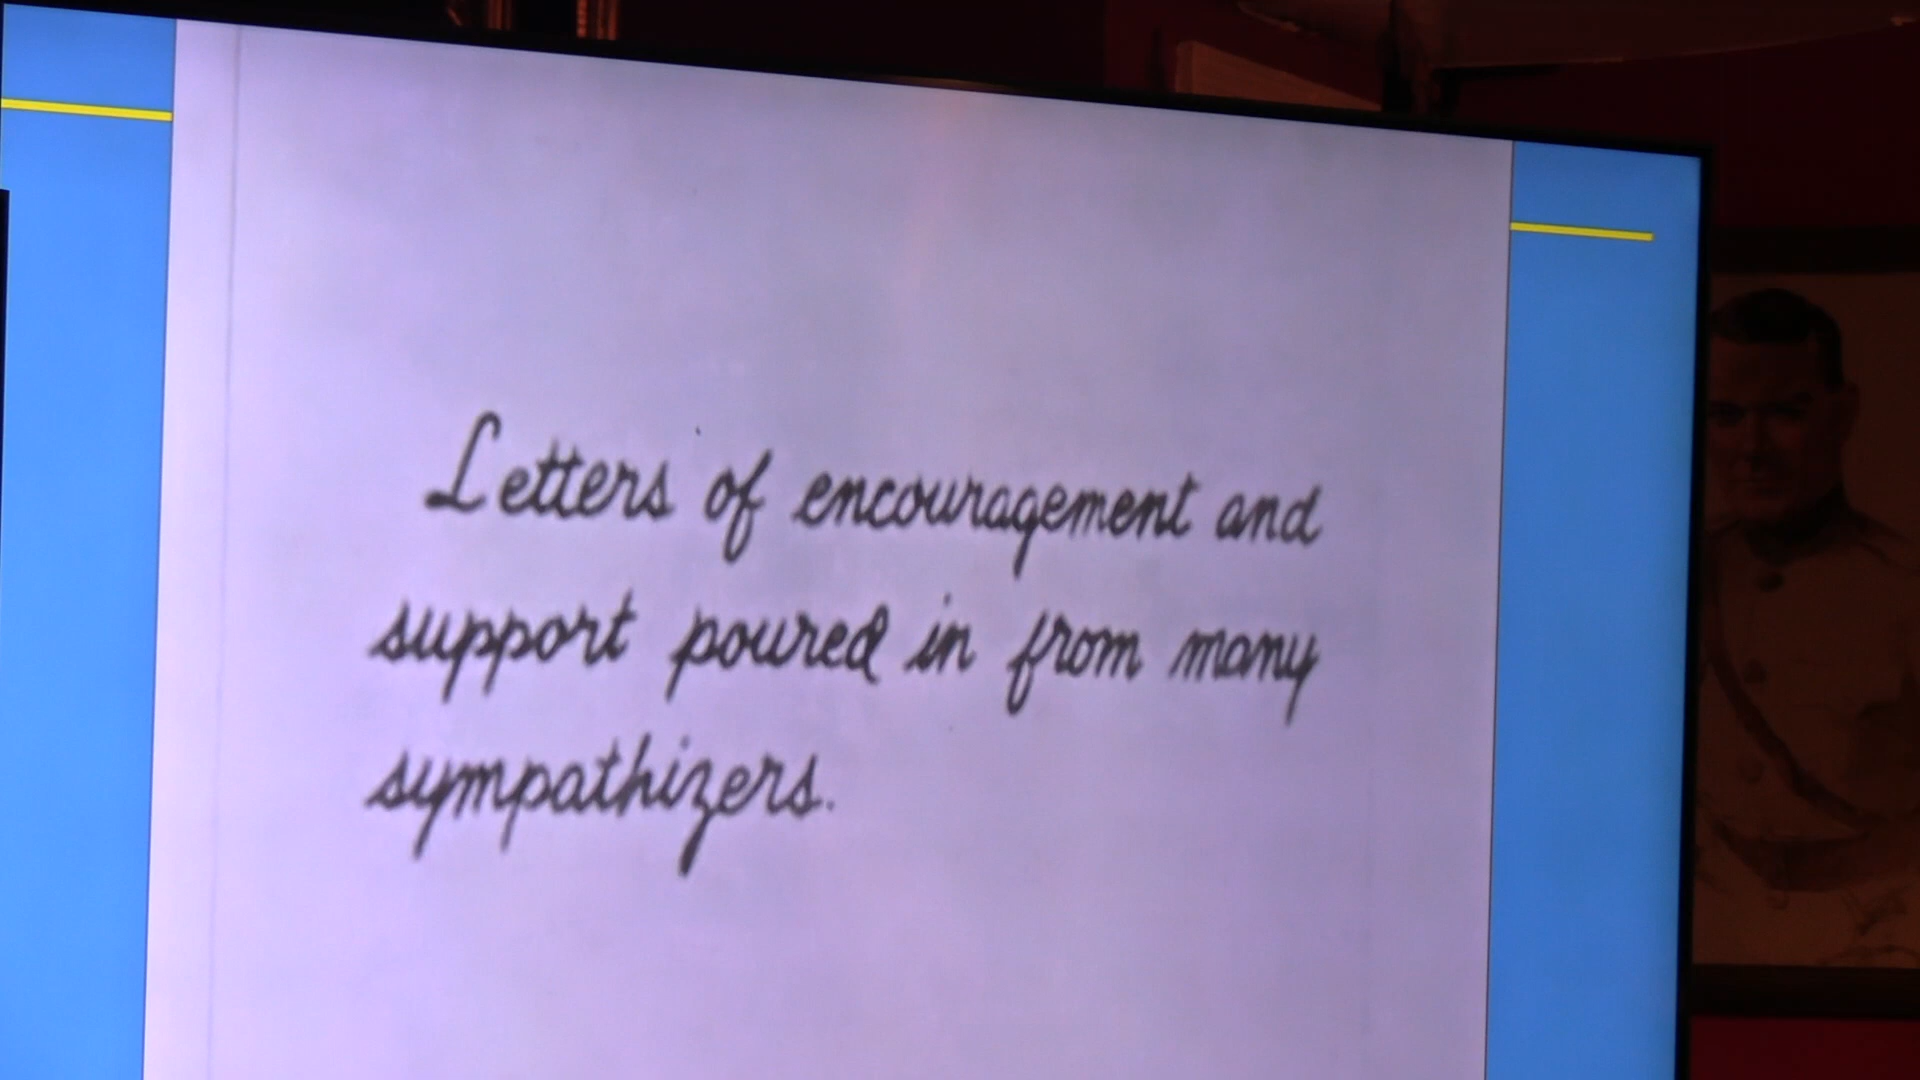 Letters of encouragement and
support poured in from many
sympathizers.